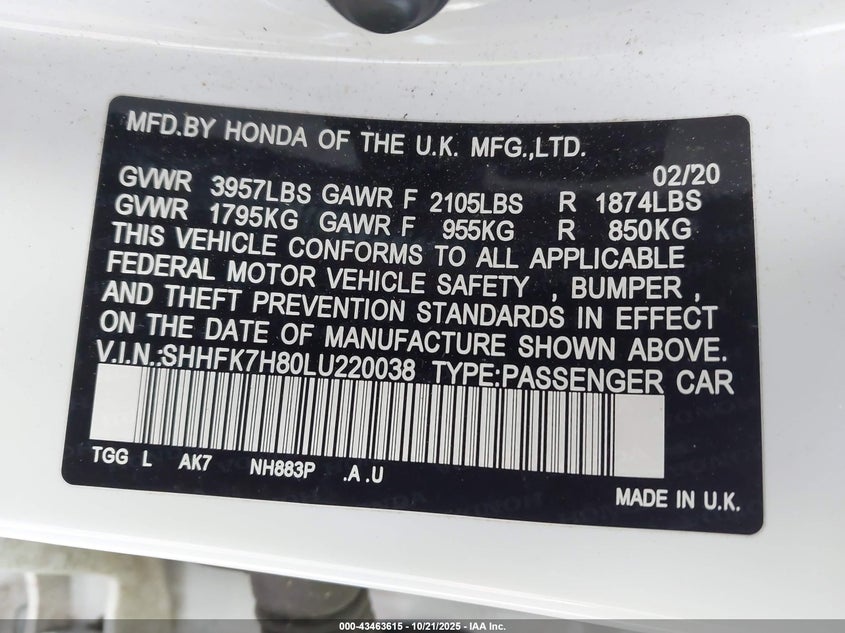 MFD.BY HONDA OF THE U.K. MFG.,LTD.
02/20
GVWR 3957LBS GAWR F 2105LBS R 1874LBS
GVWR 1795KG GAWR F 955KG R 850KG
THIS VEHICLE CONFORMS TO ALL APPLICABLE
FEDERAL MOTOR VEHICLE SAFETY , BUMPER ,
AND THEFT PREVENTION STANDARDS IN EFFECT
ON THE DATE OF MANUFACTURE SHOWN ABOVE.
V.I.N.:SHHFK7H80LU220038 TYPE:PASSENGER CAR
TGG L AK7 NH883P .A .U
MADE IN U.K.
000-43463615 - 10/21/2025 - IAA Inc.